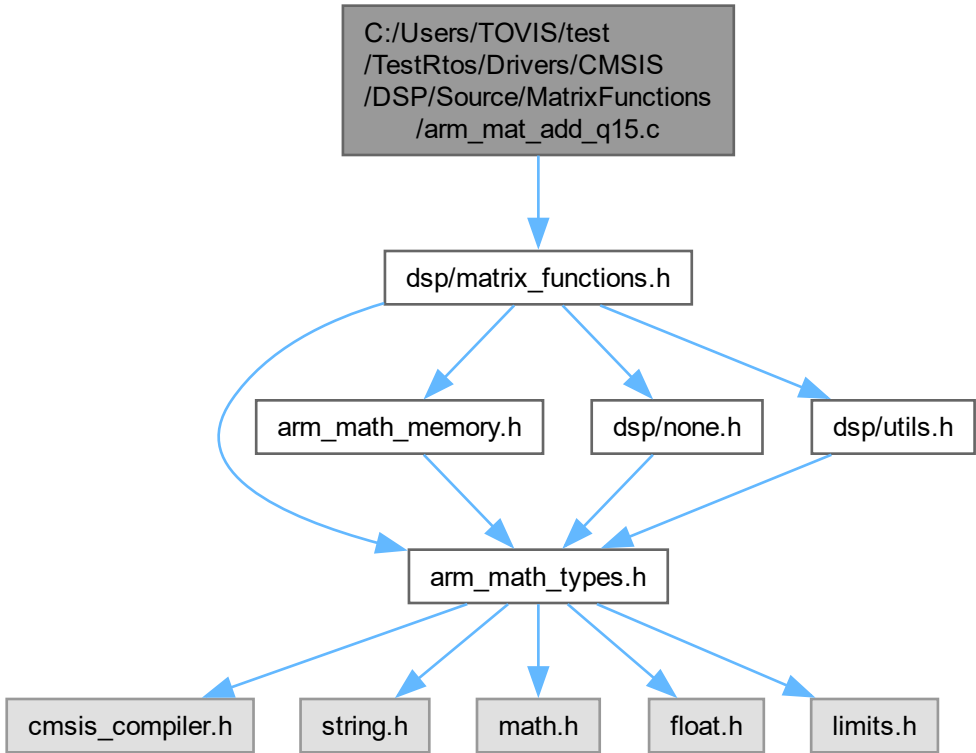 C:/Users/TOVIS/test
/TestRtos/Drivers/CMSIS
/DSP/Source/MatrixFunctions
/arm_mat_add_q15.c
dsp/matrix_functions.h
arm_math_memory.h
dsp/none.h
dsp/utils.h
arm_math_types.h
cmsis_compiler.h
string.h
math.h
float.h
limits.h